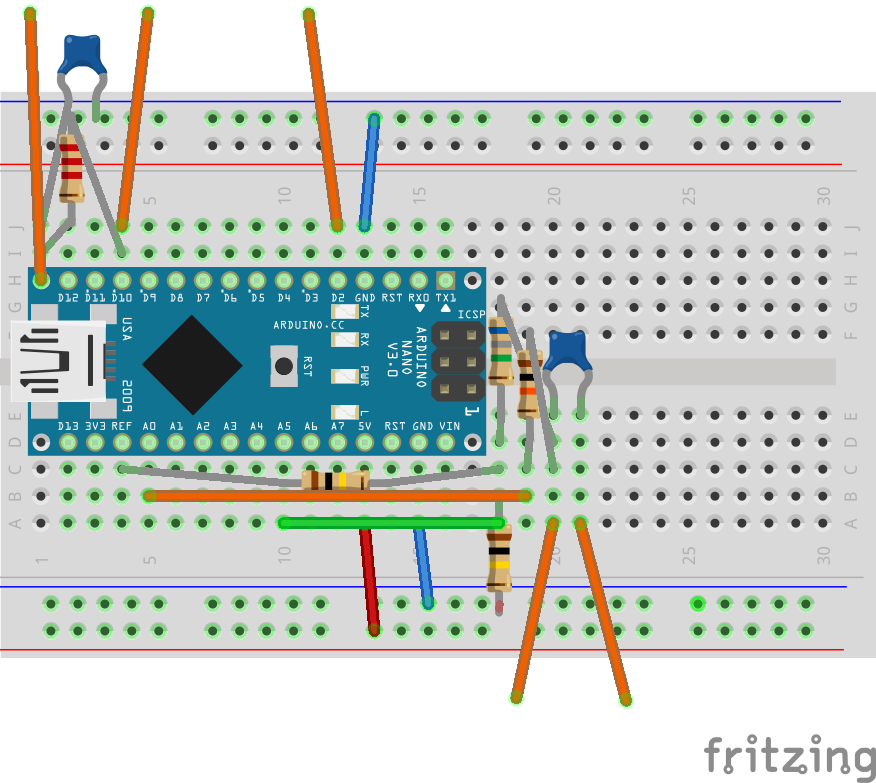 1 5 10 15 20 25 30
J J
I I
H H
G G
F F
D12 D11 D10 D9 D8 D7 D6 D5 D4 D3 D2 GND RST RX0 TX1
ICSP
ARDUINO.CC
TX
RX
PWR
L
RST
USA
2009
ARDUINO
NANO
V3.0
1
D13 3V3 REF A0 A1 A2 A3 A4 A5 A6 A7 5V RST GND VIN
E E
D D
C C
B B
A A
1 5 10 20 25 30
fritzing